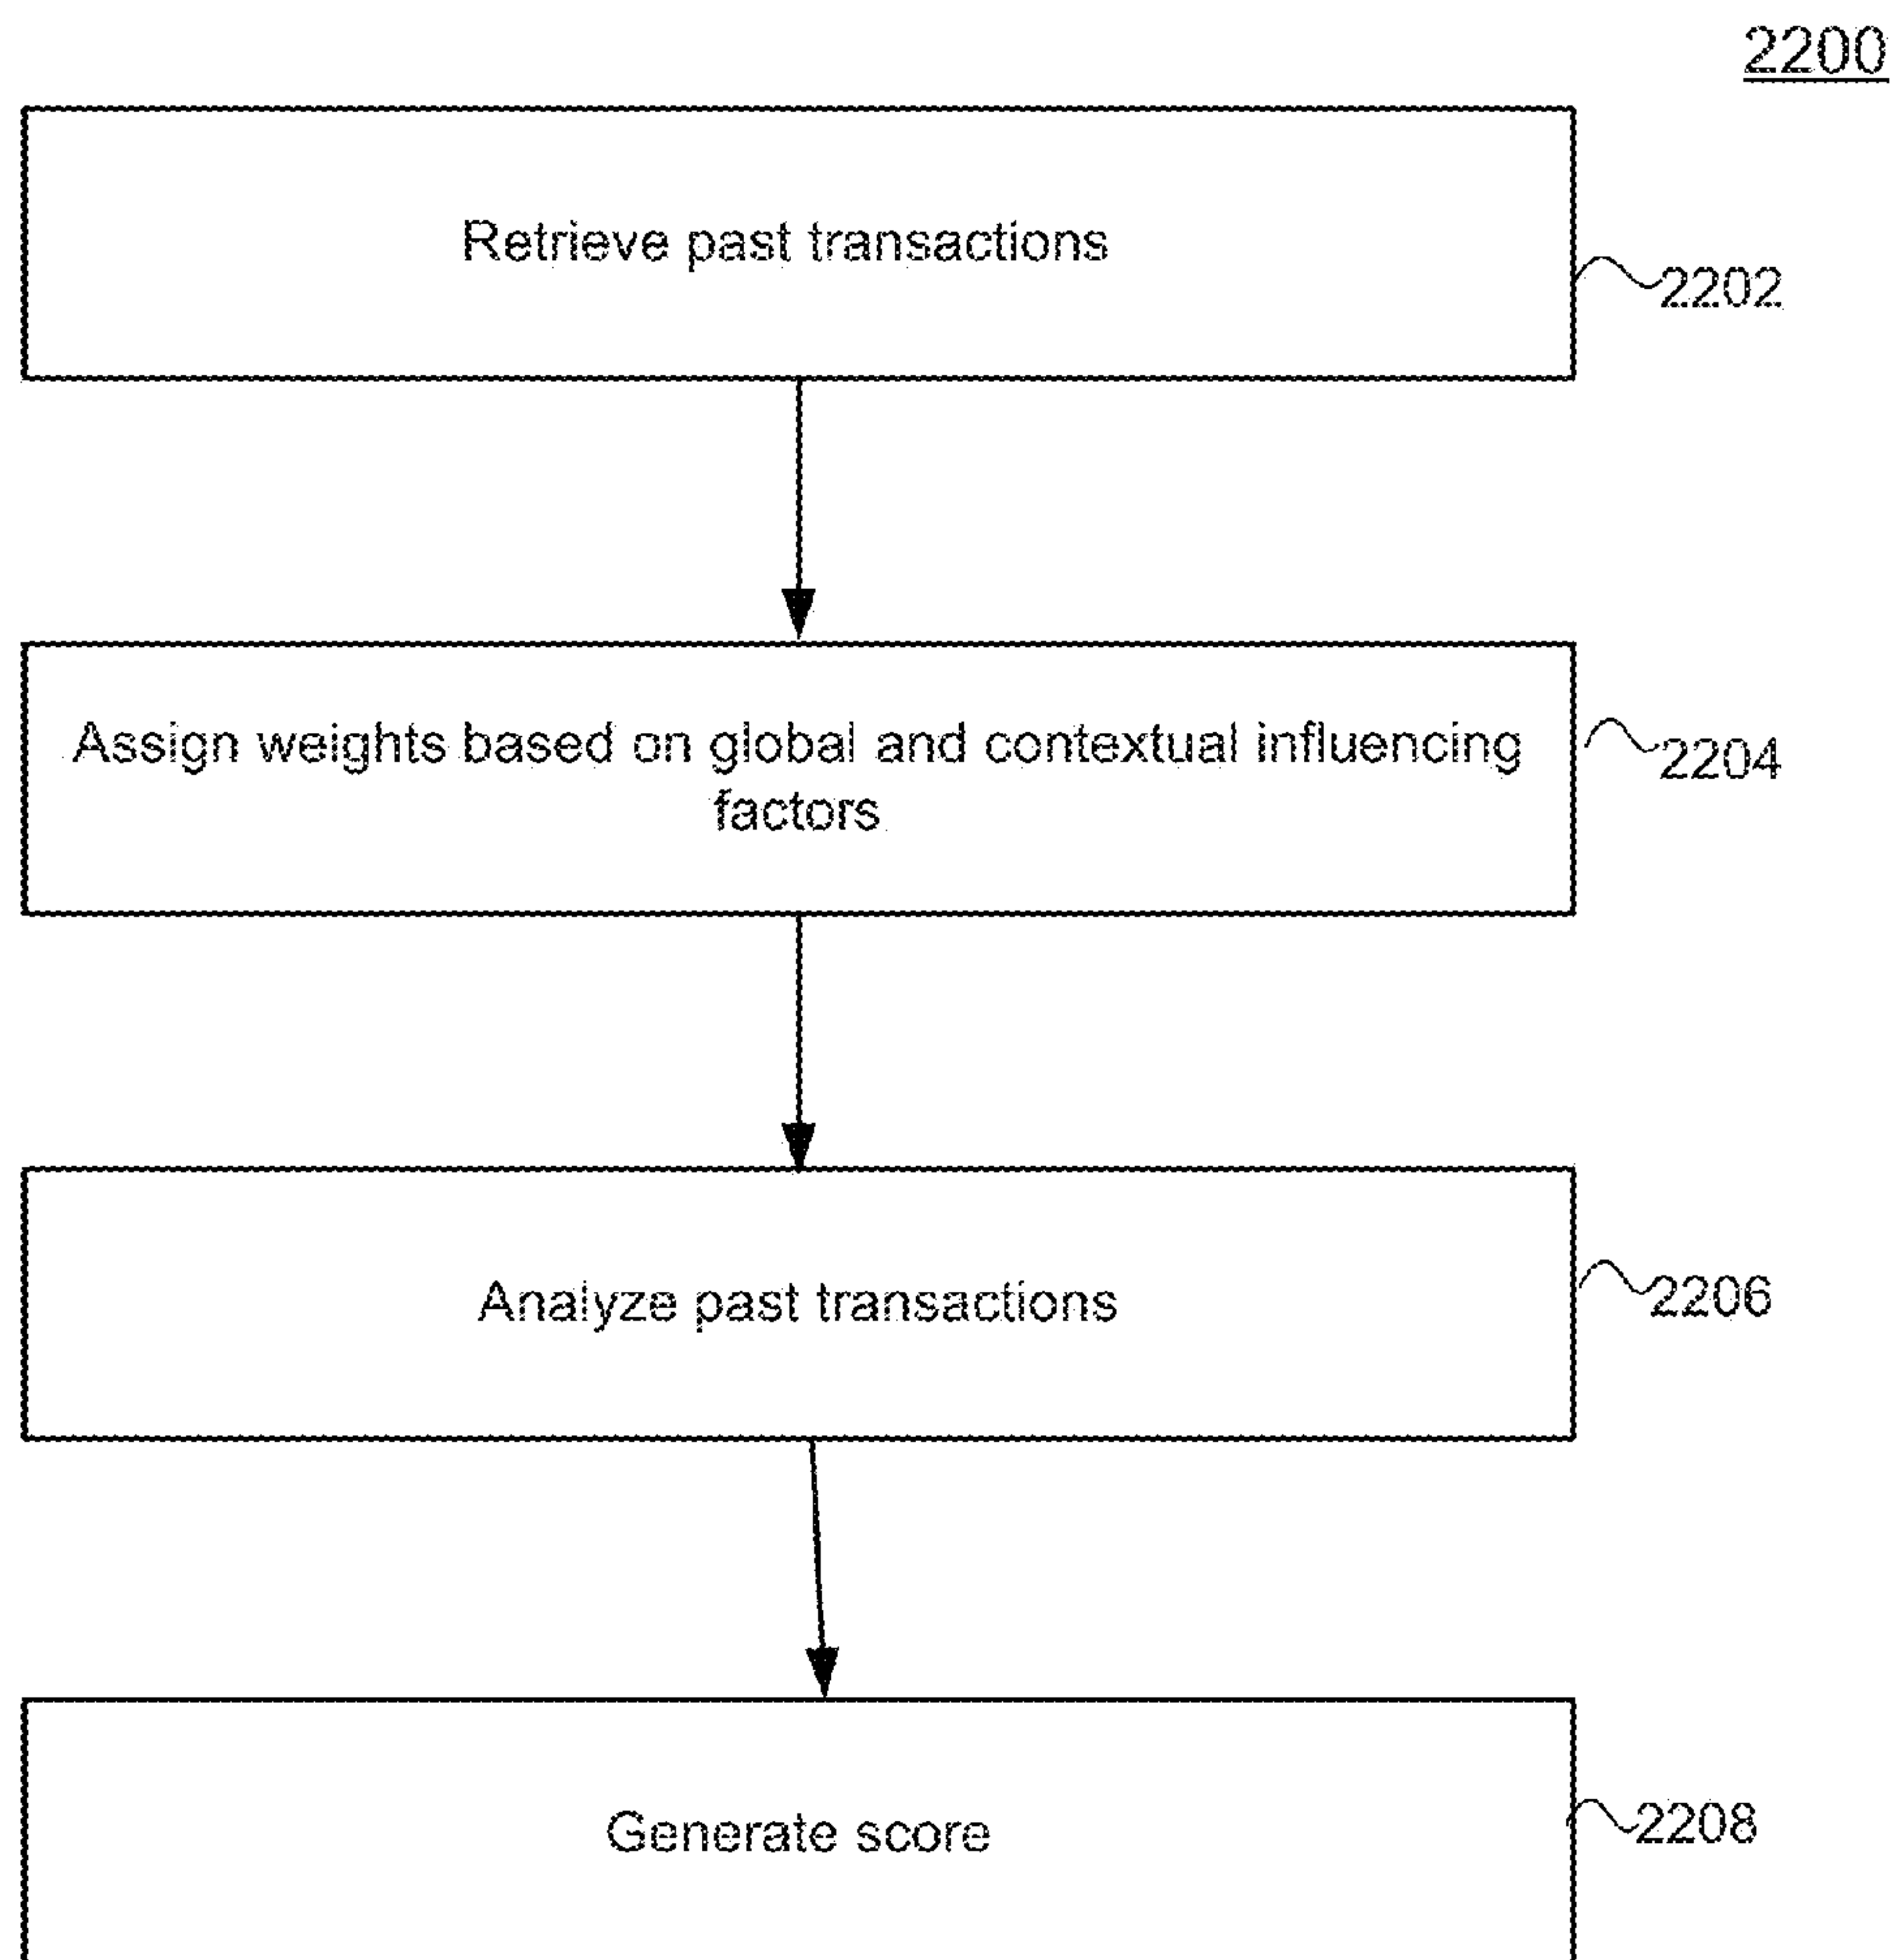 2200
Retrieve past transactions
2202
Assign weights based on global and contextual influencing
factors
2204
Analyze past transactions
2206
Generate score
2208